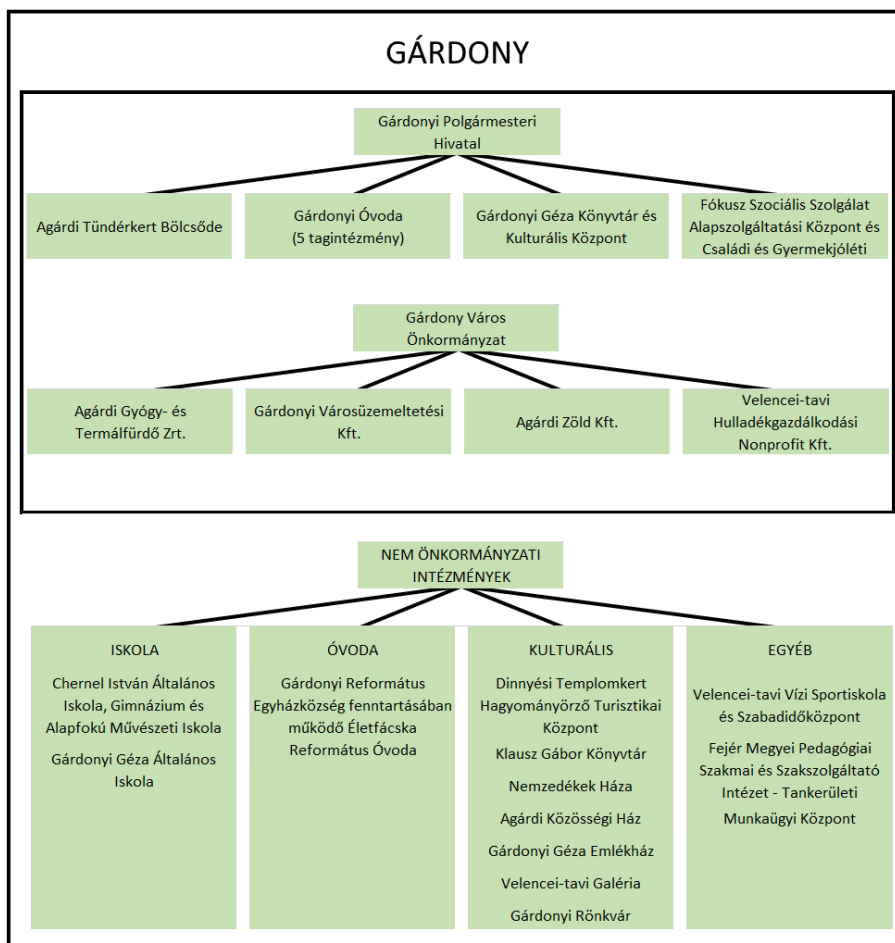 GÁRDONY
Gárdonyi Polgármesteri
Hivatal
Agárdi Tündérkert Bölcsőde
Gárdonyi Óvoda
(5 tagintézmény)
Gárdonyi Géza Könyvtár és
Kulturális Központ
Fókusz Szociális Szolgálat
Alapszolgáltatási Központ és
Családi és Gyermekjóléti
Gárdony Város
Önkormányzat
Agárdi Gyógy- és
Termálfürdő Zrt.
Gárdonyi Városüzemeltetési
Kft.
Agárdi Zöld Kft.
Velencei-tavi
Hulladékgazdálkodási
Nonprofit Kft.
NEM ÖNKORMÁNYZATI
INTÉZMÉNYEK
ISKOLA
Chernel István Általános
Iskola, Gimnázium és
Alapfokú Művészeti Iskola
Gárdonyi Géza Általános
Iskola
ÓVODA
Gárdonyi Református
Egyházközség fenntartásában
működő Életfácska
Református Óvoda
KULTURÁLIS
Dinnyési Templomkert
Hagyományörző Turisztikai
Központ
Klausz Gábor Könyvtár
Nemzedékek Háza
Agárdi Közösségi Ház
Gárdonyi Géza Emlékház
Velencei-tavi Galéria
Gárdonyi Rönkvár
EGYÉB
Velencei-tavi Vízi Sportiskola
és Szabadidőközpont
Fejér Megyei Pedagógiai
Szakmai és Szakszolgáltató
Intézet - Tankerületi
Munkaügyi Központ